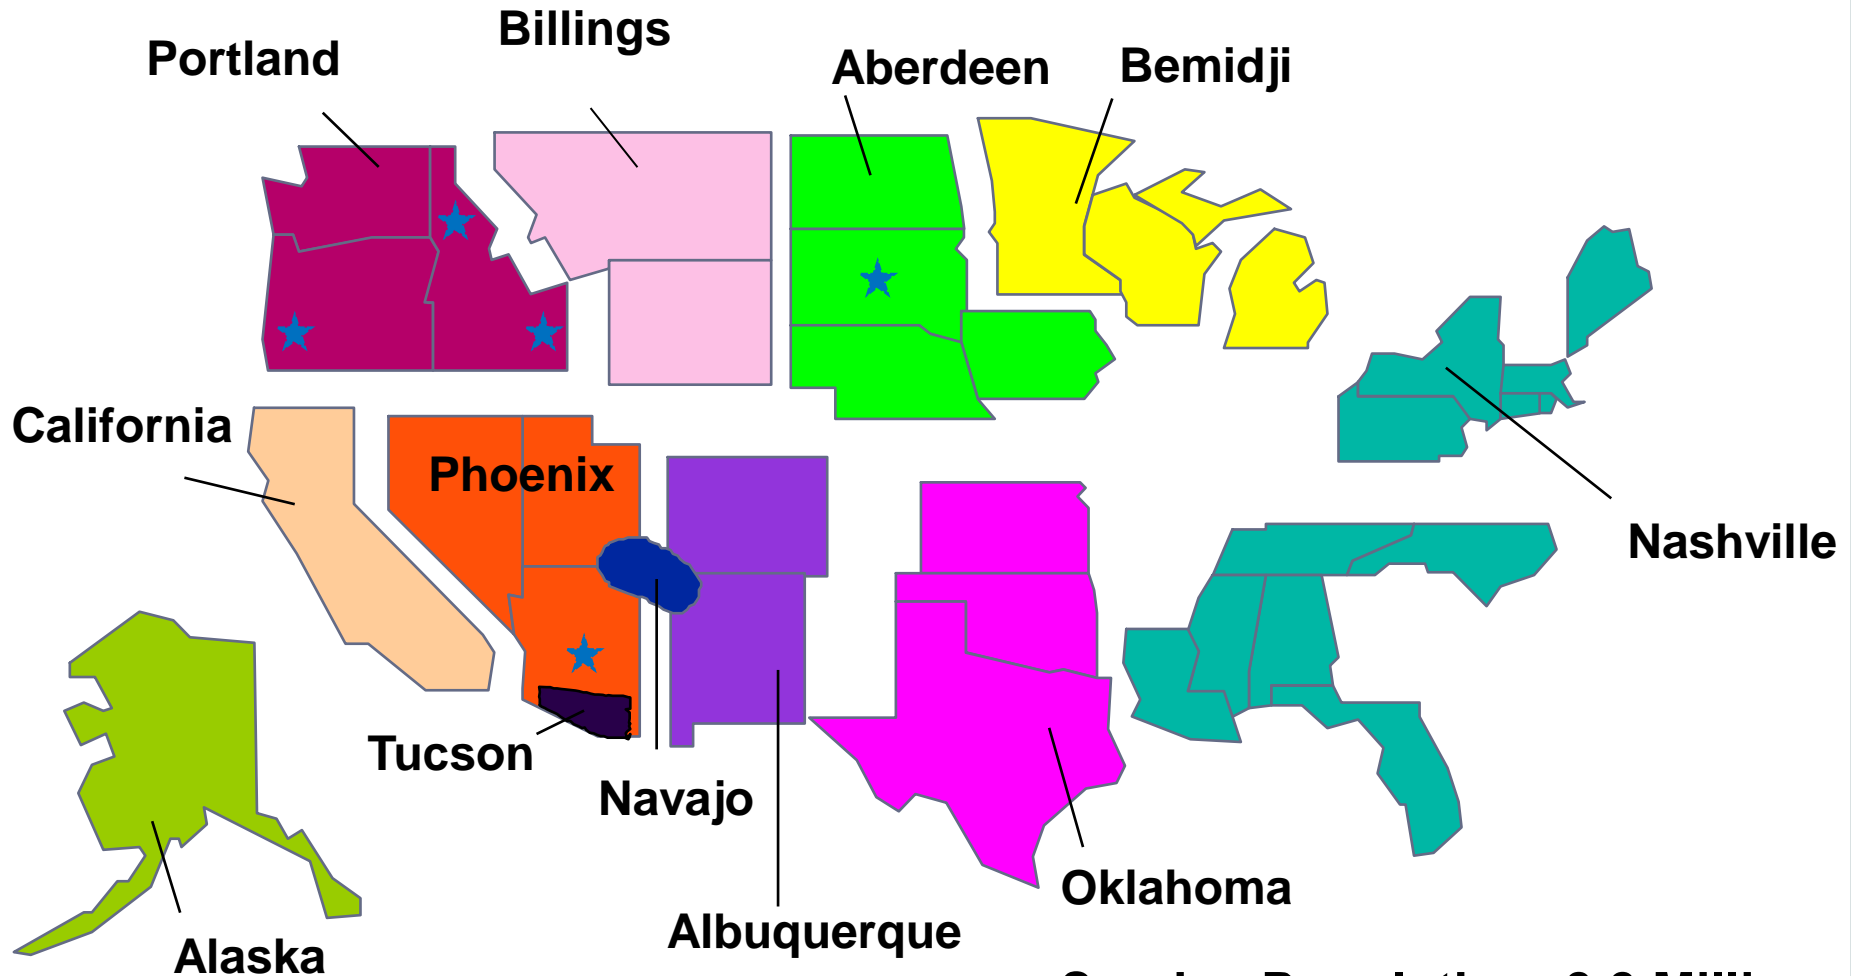 Billings
Portland
Aberdeen
Bemidji
California
Phoenix
Nashville
Tucson
Navajo
Oklahoma
Albuquerque
Alaska